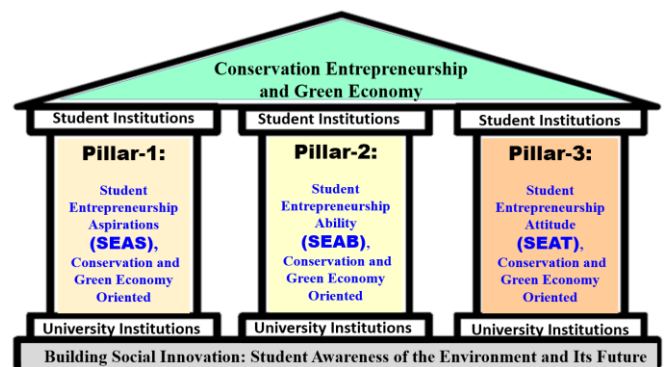 Conservation Entrepreneurship
and Green Economy
Student Institutions
Student Institutions
Student Institutions
Pillar-1:
Student
Entrepreneurship
Aspirations
(SEAS),
Conservation and
Green Economy
Oriented
Pillar-2:
Student
Entrepreneurship
Ability
(SEAB),
Conservation and
Green Economy
Oriented
Pillar-3:
Student
Entrepreneurship
Attitude
(SEAT),
Conservation and
Green Economy
Oriented
University Institutions
University Institutions
University Institutions
Building Social Innovation: Student Awareness of the Environment and Its Future